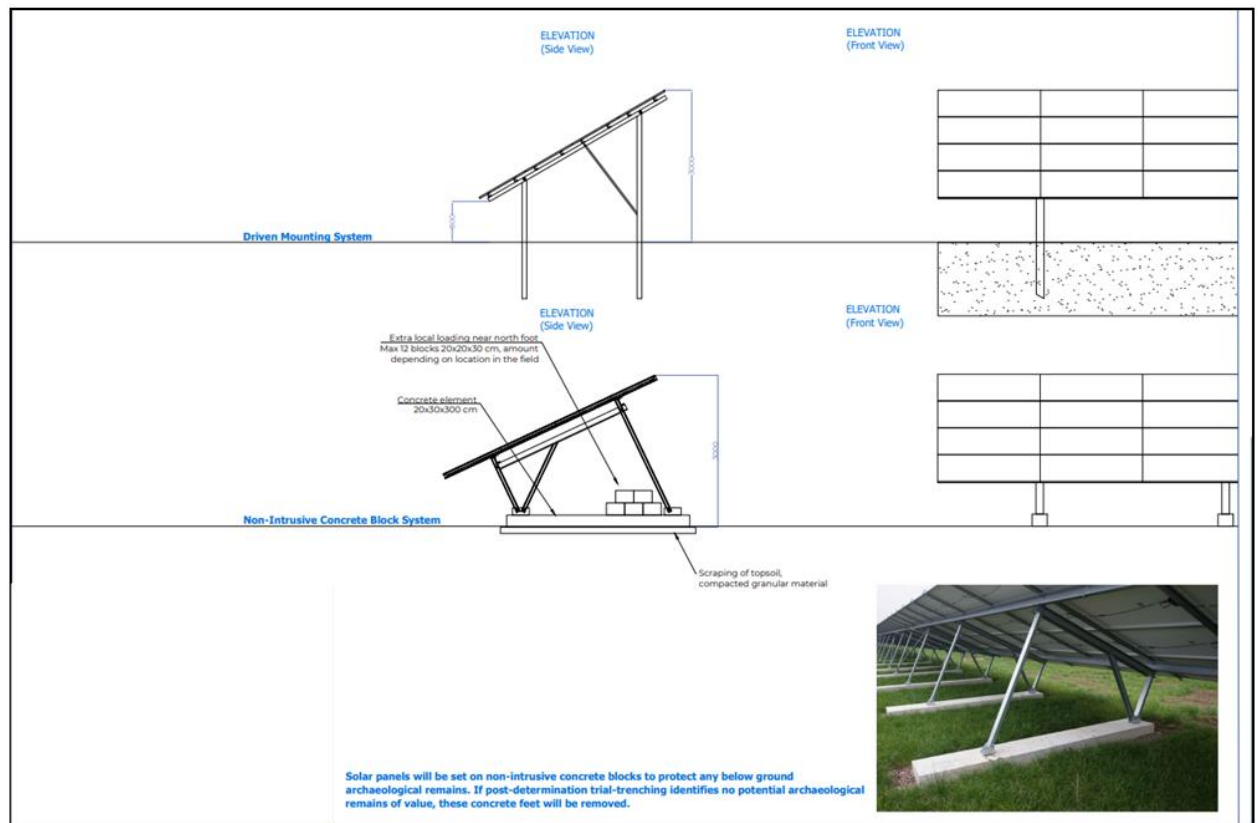 ELEVATION
(Side View)
ELEVATION
(Front View)
3000
800
Driven Mounting System
ELEVATION
(Side View)
ELEVATION
(Front View)
Extra local loading near north foot
Max 12 blocks 20x20x30 cm, amount
depending on location in the field
Concrete element
20x30x300 cm
3000
Non-Intrusive Concrete Block System
Scraping of topsoil,
compacted granular material
Solar panels will be set on non-intrusive concrete blocks to protect any below ground
archaeological remains. If post-determination trial-trenching identifies no potential archaeological
remains of value, these concrete feet will be removed.